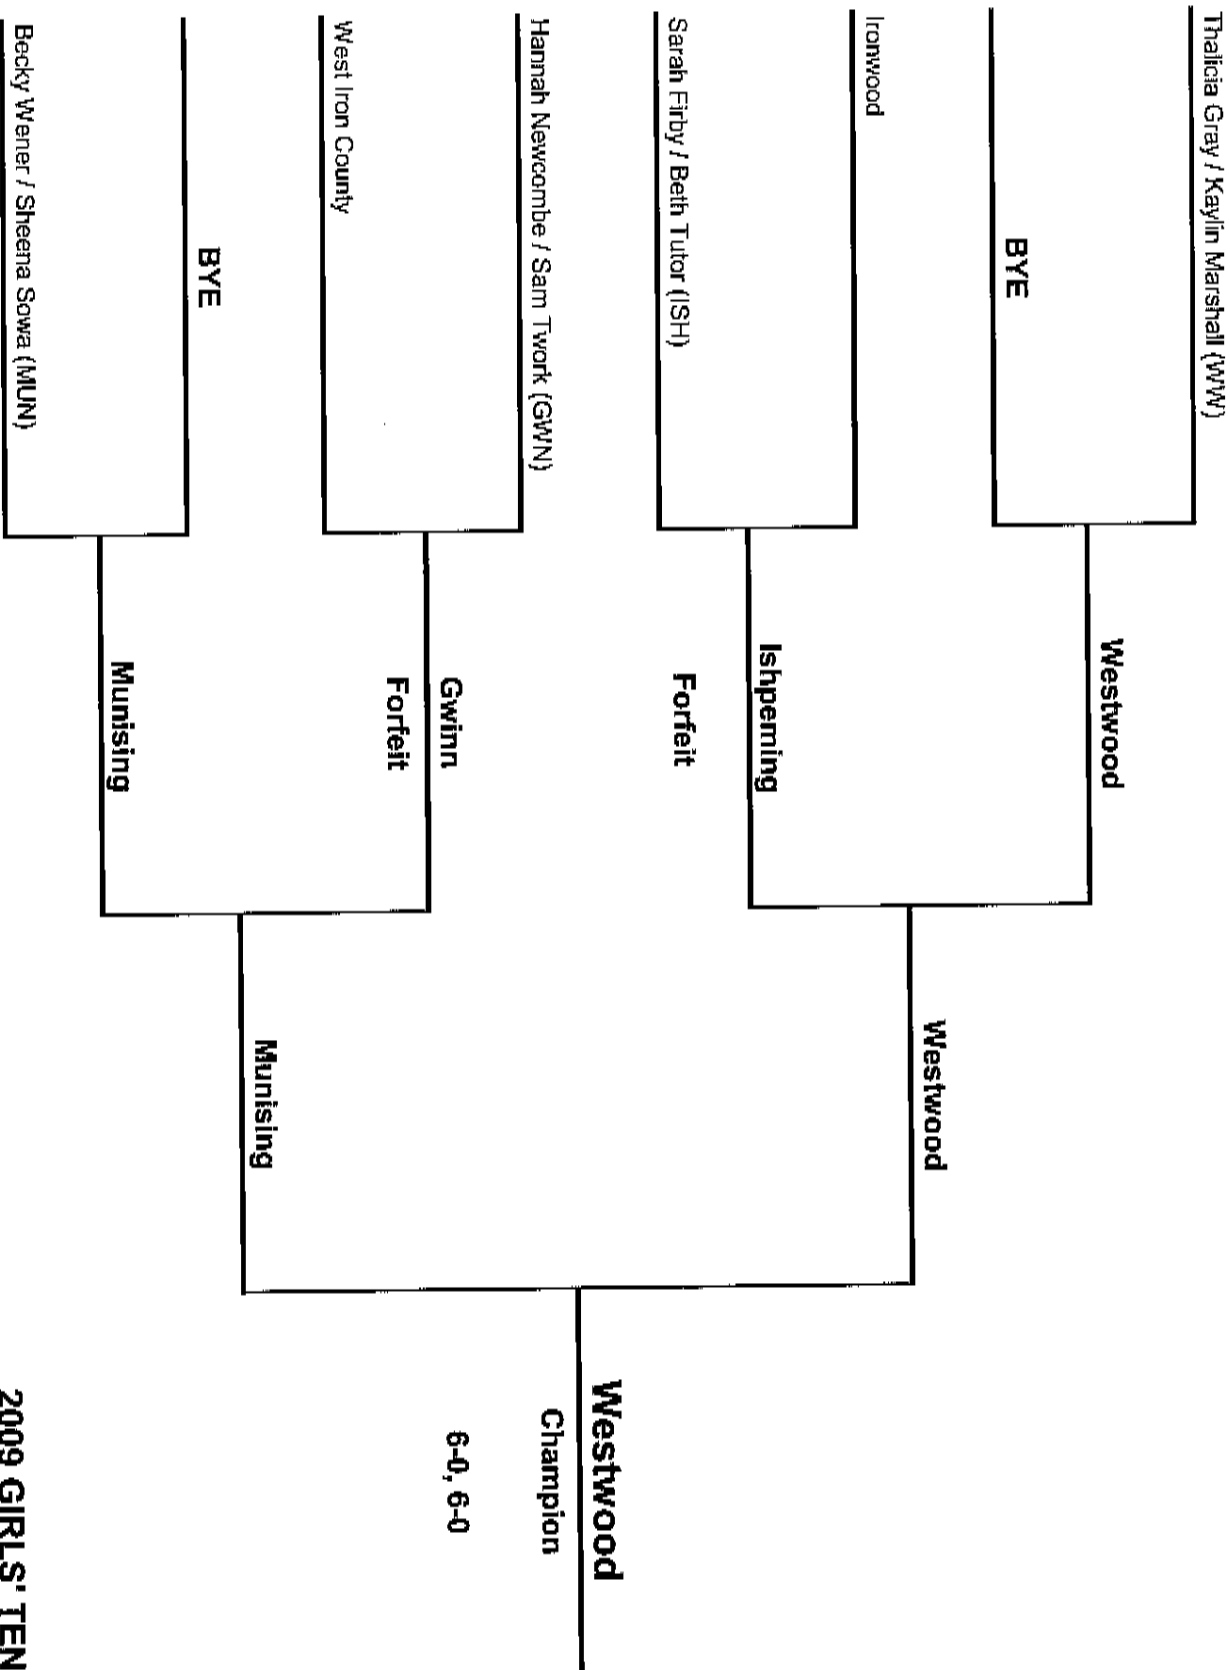 Thalicia Gray / Kaylin Marshall (WW)
BYE
Ironwood
Sarah Firby / Beth Tutor (ISH)
Hannah Newcombe / Sam Twork (GWN)
West Iron County
BYE
Becky Wener / Sheena Sowa (MUN)
Westwood
Ishpeming
Forfeit
Gwinn
Forfeit
Munising
Westwood
Munising
Westwood
Champion
6-0, 6-0
2009 GIRLS' TEN